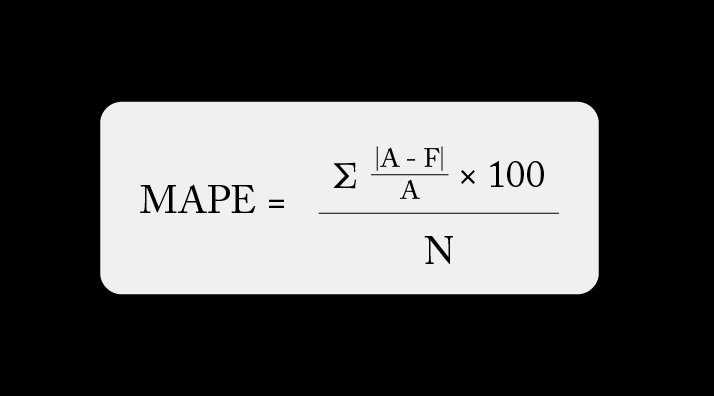 MAPE = Σ |A - F| / A × 100
N